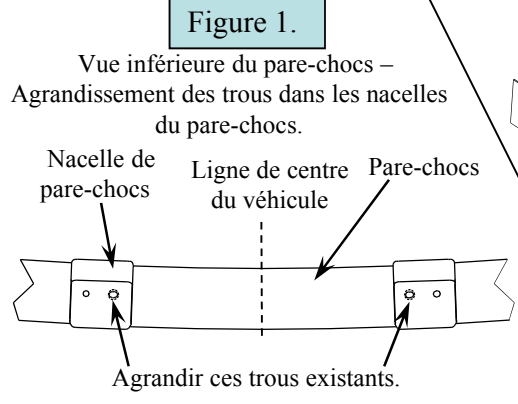 Figure 1.
Vue inférieure du pare-chocs –
Agrandissement des trous dans les nacelles
du pare-chocs.
Nacelle de
pare-chocs
Ligne de centre
du véhicule
Pare-chocs
Agrandir ces trous existants.